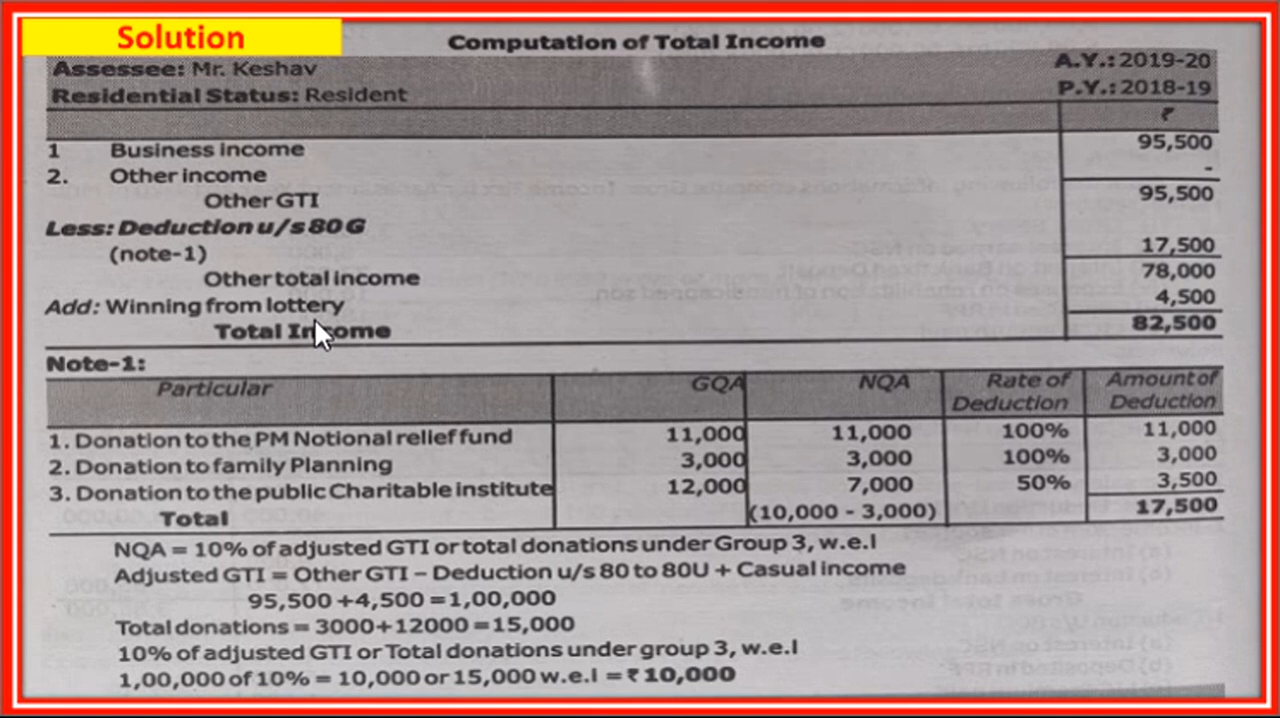 Solution
Computation of Total Income
Assessee: Mr. Keshav A.Y.: 2019-20
Residential Status: Resident P.Y.: 2018-19
₹
1 Business income 95,500
2. Other income -
Other GTI 95,500
Less: Deduction u/s 80 G
(note-1) 17,500
Other total income 78,000
Add: Winning from lottery 4,500
Total Income 82,500
Note-1:
Particular GQA NQA Rate of Deduction Amount of Deduction
1. Donation to the PM Notional relief fund 11,000 11,000 100% 11,000
2. Donation to family Planning 3,000 3,000 100% 3,000
3. Donation to the public Charitable institute 12,000 7,000 50% 3,500
Total (10,000 - 3,000) 17,500
NQA = 10% of adjusted GTI or total donations under Group 3, w.e.l
Adjusted GTI = Other GTI – Deduction u/s 80 to 80U + Casual income
95,500 +4,500 =1,00,000
Total donations = 3000+12000 =15,000
10% of adjusted GTI or Total donations under group 3, w.e.l
1,00,000 of 10% = 10,000 or 15,000 w.e.l = ₹ 10,000